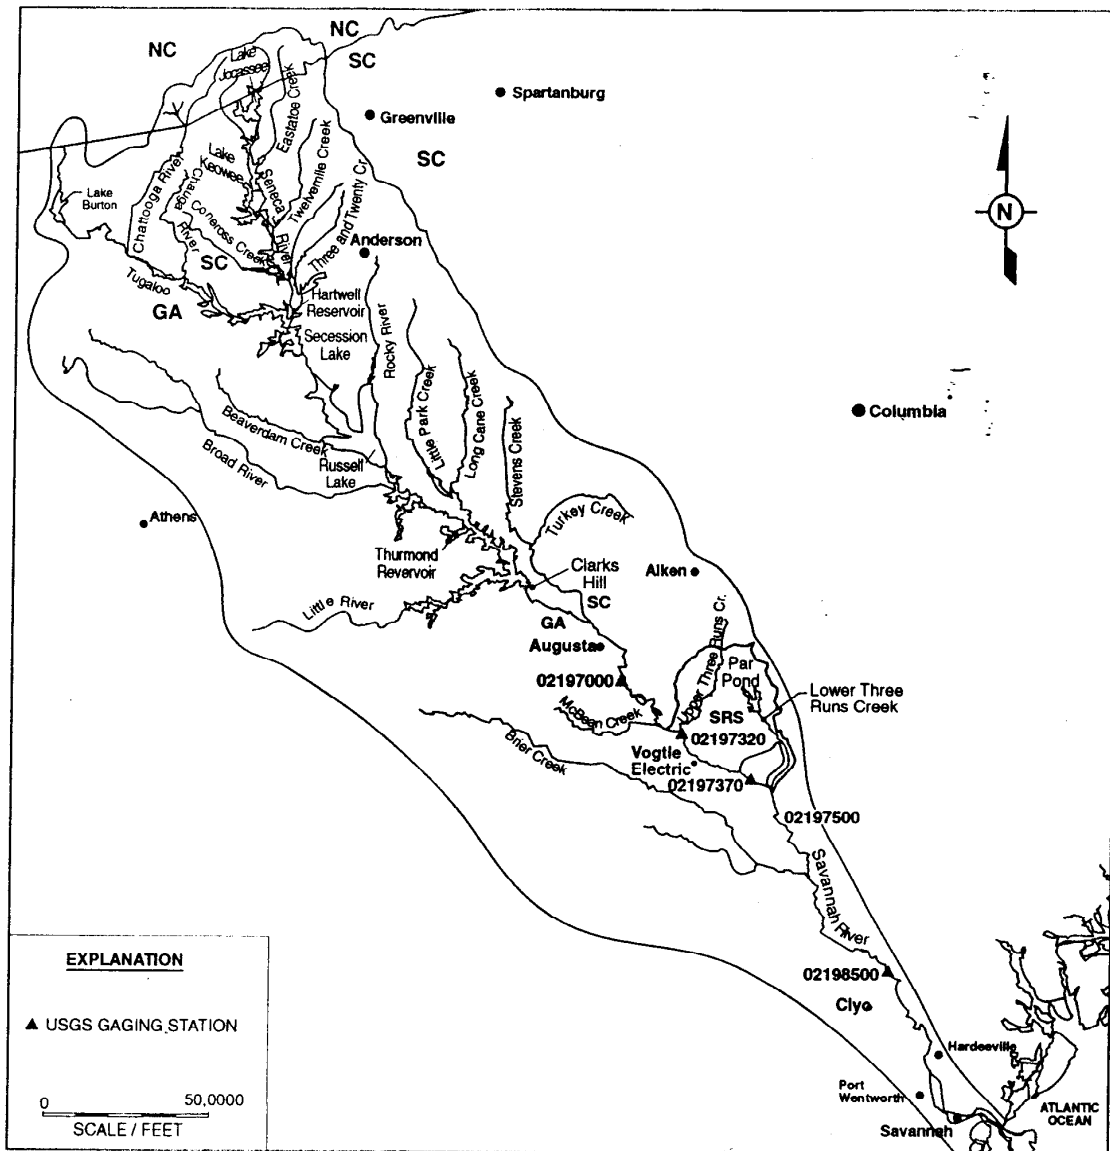 NC
NC
SC
Lake
Jocassee
Eastatoe Creek
Spartanburg
Greenville
SC
Lake
Keowee
Seneca
River
Twelvemile Creek
Three and Twenty Cr.
Lake
Burton
Chattooga River
Chauga
River
Coneross Creek
SC
Anderson
N
Tugaloo
GA
Hartwell
Reservoir
Secession
Lake
Rocky River
Little Park Creek
Long Cane Creek
Stevens Creek
Columbia
Beaverdam Creek
Broad River
Russell
Lake
Athens
Turkey Creek
Thurmond
Reservoir
Clarks
Hill
Aiken
SC
Little River
GA
Augusta
Upper Three Runs Cr.
Par
Pond
02197000
Lower Three
Runs Creek
McBean Creek
SRS
02197320
Brier Creek
Vogtle
Electric
02197370
02197500
Savannah River
02198500
Clyo
Hardeeville
Port
Wentworth
Savannah
ATLANTIC
OCEAN
EXPLANATION
USGS GAGING STATION
0 50,0000
SCALE / FEET